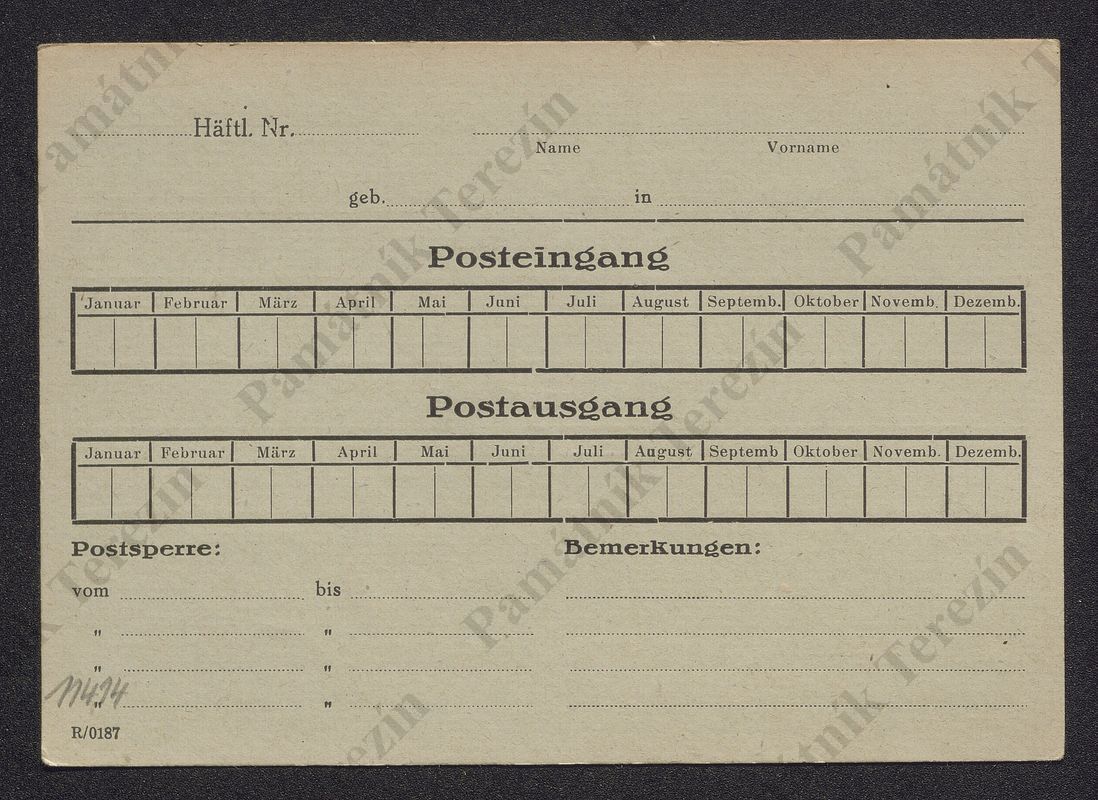 Häftl. Nr.
Name Vorname
geb. in
Posteingang
Januar Februar März April Mai Juni Juli August Septemb. Oktober Novemb. Dezemb.
Postausgang
Januar Februar März April Mai Juni Juli August Septemb Oktober Novemb. Dezemb.
Postsperre: Bemerkungen:
vom bis
" "
" "
" "
11494
R/0187
Památník Terezín